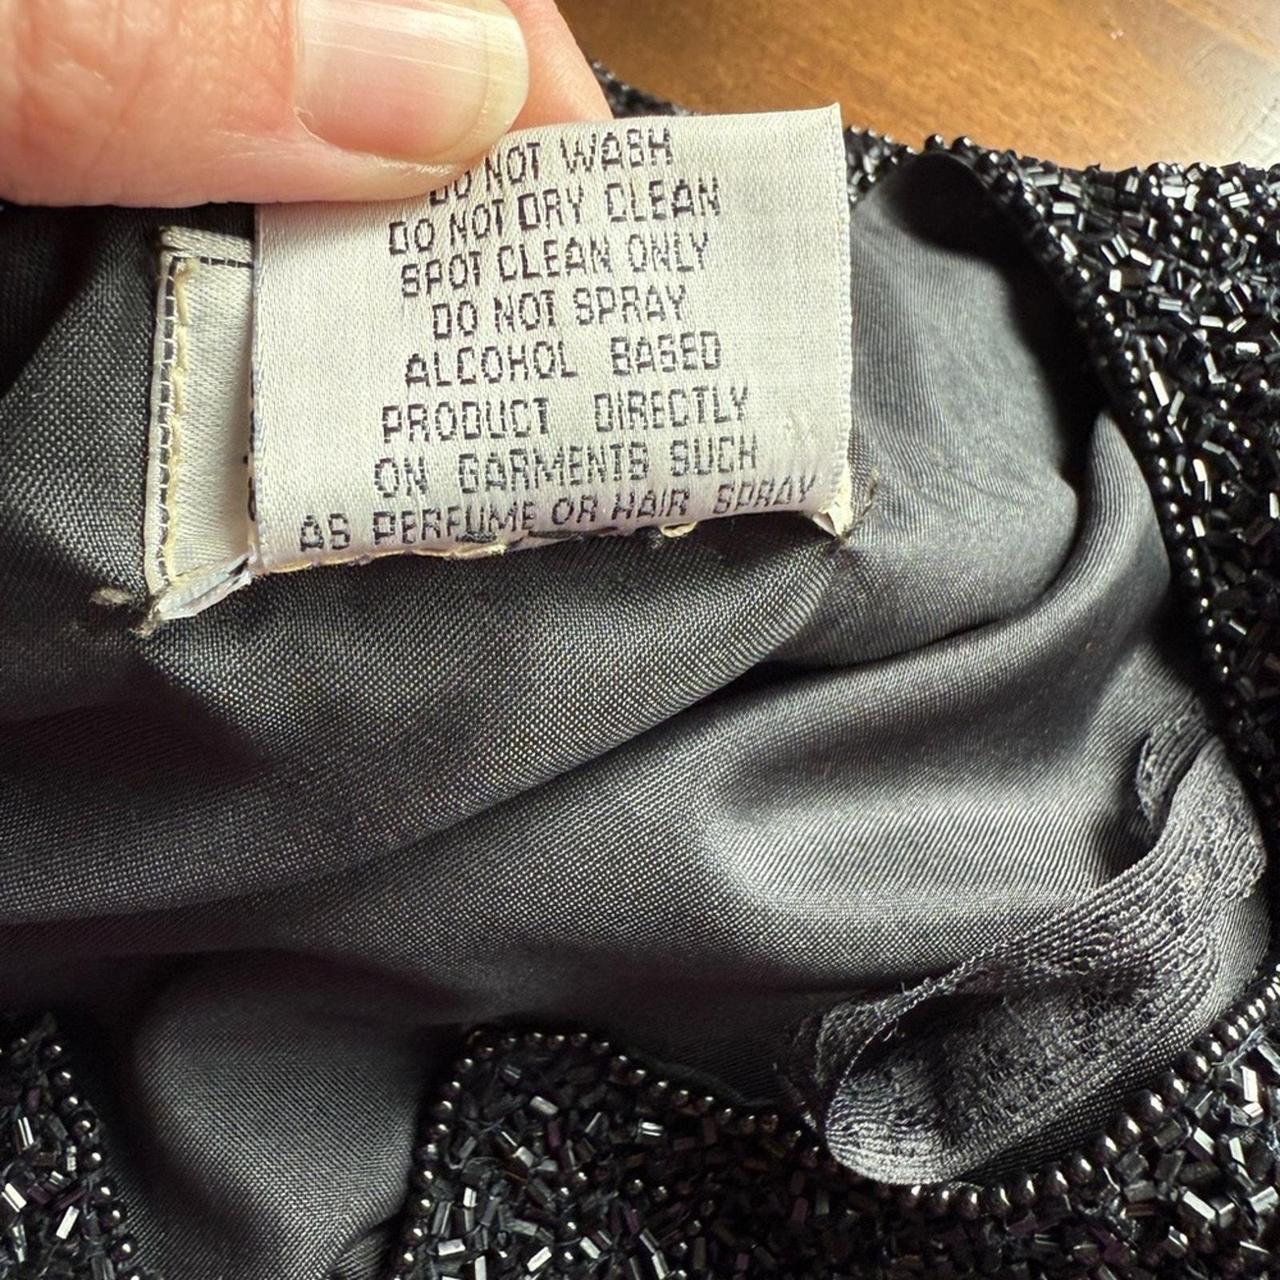 DO NOT WASH
DO NOT DRY CLEAN
SPOT CLEAN ONLY
DO NOT SPRAY
ALCOHOL BASED
PRODUCT DIRECTLY
ON GARMENTS SUCH
AS PERFUME OR HAIR SPRAY